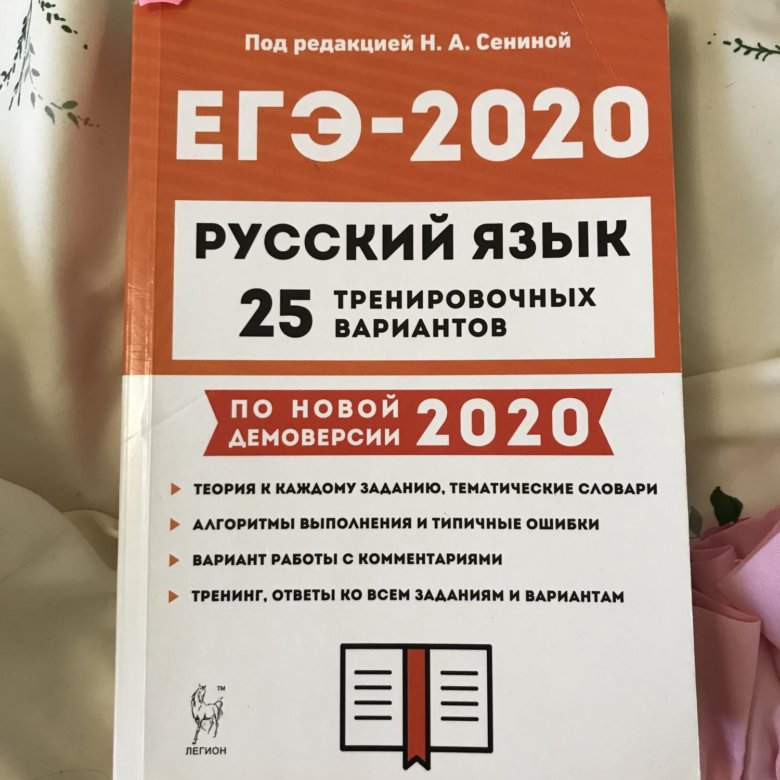 Под редакцией Н. А. Сениной
ЕГЭ-2020
РУССКИЙ ЯЗЫК
25 ТРЕНИРОВОЧНЫХ
ВАРИАНТОВ
ПО НОВОЙ
ДЕМОВЕРСИИ 2020
ТЕОРИЯ К КАЖДОМУ ЗАДАНИЮ, ТЕМАТИЧЕСКИЕ СЛОВАРИ
АЛГОРИТМЫ ВЫПОЛНЕНИЯ И ТИПИЧНЫЕ ОШИБКИ
ВАРИАНТ РАБОТЫ С КОММЕНТАРИЯМИ
ТРЕНИНГ, ОТВЕТЫ КО ВСЕМ ЗАДАНИЯМ И ВАРИАНТАМ
TM
ЛЕГИОН